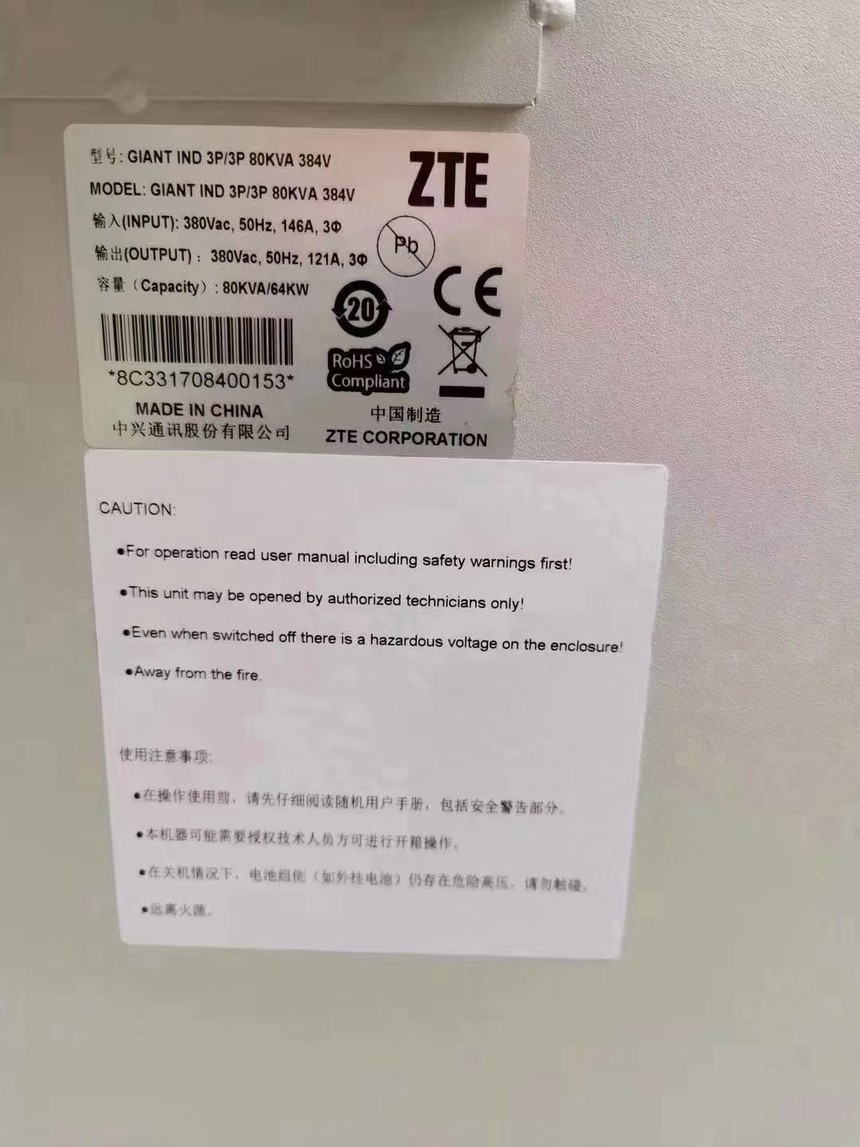 型号: GIANT IND 3P/3P 80KVA 384V
ZTE
MODEL: GIANT IND 3P/3P 80KVA 384V
输入(INPUT): 380Vac, 50Hz, 146A, 3Φ
Pb
输出(OUTPUT) : 380Vac, 50Hz, 121A, 3Φ
容量（Capacity）: 80KVA/64KW
CE
20
RoHS
Compliant
*8C331708400153*
MADE IN CHINA
中国制造
中兴通讯股份有限公司
ZTE CORPORATION
CAUTION:
●For operation read user manual including safety warnings first!
●This unit may be opened by authorized technicians only!
●Even when switched off there is a hazardous voltage on the enclosure!
●Away from the fire.
使用注意事项:
●在操作使用前，请先仔细阅读随机用户手册，包括安全警告部分。
●本机器可能需要授权技术人员方可进行开箱操作。
●在关机情况下，电池组侧（如外挂电池）仍存在危险高压，请勿触碰。
●远离火源。